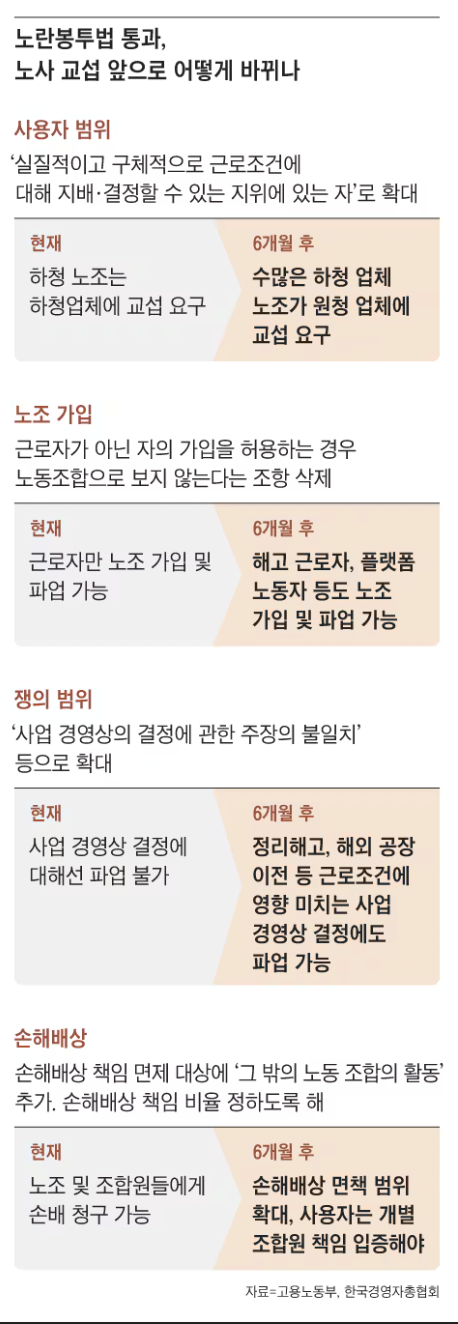 노란봉투법 통과,
노사 교섭 앞으로 어떻게 바뀌나
사용자 범위
‘실질적이고 구체적으로 근로조건에
대해 지배·결정할 수 있는 지위에 있는 자’로 확대
현재
하청 노조는
하청업체에 교섭 요구
6개월 후
수많은 하청 업체
노조가 원청 업체에
교섭 요구
노조 가입
근로자가 아닌 자의 가입을 허용하는 경우
노동조합으로 보지 않는다는 조항 삭제
현재
근로자만 노조 가입 및
파업 가능
6개월 후
해고 근로자, 플랫폼
노동자 등도 노조
가입 및 파업 가능
쟁의 범위
‘사업 경영상의 결정에 관한 주장의 불일치’
등으로 확대
현재
사업 경영상 결정에
대해선 파업 불가
6개월 후
정리해고, 해외 공장
이전 등 근로조건에
영향 미치는 사업
경영상 결정에도
파업 가능
손해배상
손해배상 책임 면제 대상에 ‘그 밖의 노동 조합의 활동’
추가. 손해배상 책임 비율 정하도록 해
현재
노조 및 조합원들에게
손배 청구 가능
6개월 후
손해배상 면책 범위
확대, 사용자는 개별
조합원 책임 입증해야
자료=고용노동부, 한국경영자총협회